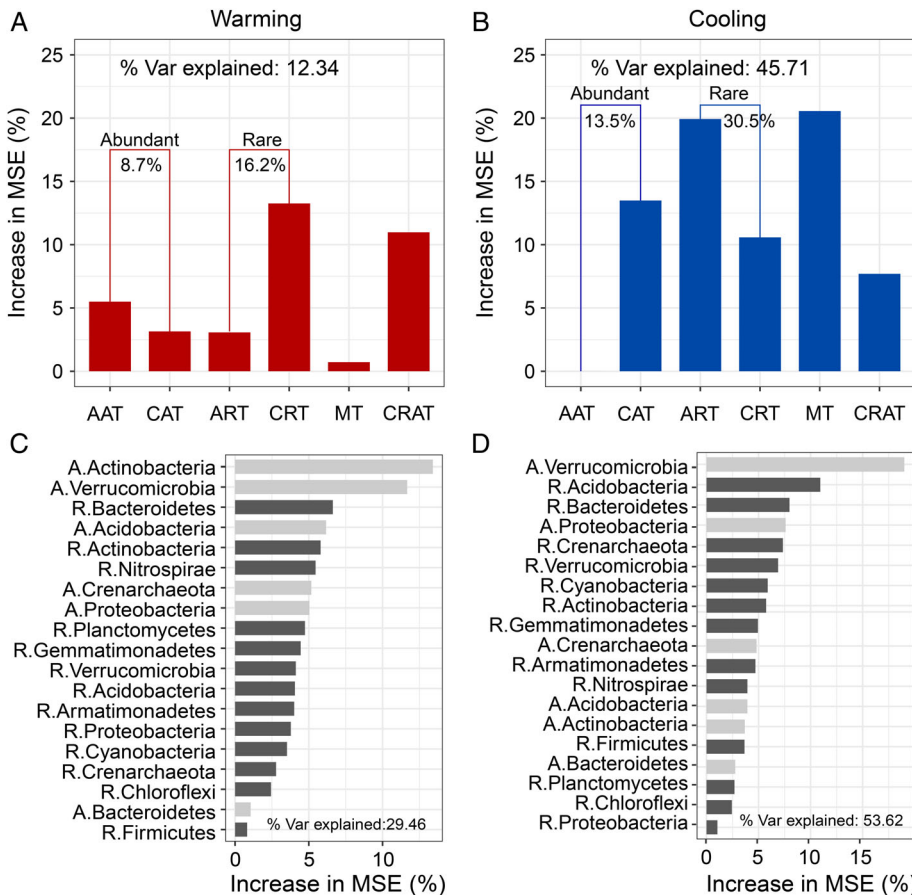 A
Warming
% Var explained: 12.34
Abundant
8.7%
Rare
16.2%
Increase in MSE (%)
25
20
15
10
5
0
AAT CAT ART CRT MT CRAT
B
Cooling
% Var explained: 45.71
Abundant
13.5%
Rare
30.5%
Increase in MSE (%)
25
20
15
10
5
0
AAT CAT ART CRT MT CRAT
C
A.Actinobacteria
A.Verrucomicrobia
R.Bacteroidetes
A.Acidobacteria
R.Actinobacteria
R.Nitrospirae
A.Crenarchaeota
A.Proteobacteria
R.Planctomycetes
R.Gemmatimonadetes
R.Verrucomicrobia
R.Acidobacteria
R.Armatimonadetes
R.Proteobacteria
R.Cyanobacteria
R.Crenarchaeota
R.Chloroflexi
A.Bacteroidetes
R.Firmicutes
% Var explained:29.46
0 5 10
Increase in MSE (%)
D
A.Verrucomicrobia
R.Acidobacteria
R.Bacteroidetes
A.Proteobacteria
R.Crenarchaeota
R.Verrucomicrobia
R.Cyanobacteria
R.Actinobacteria
R.Gemmatimonadetes
A.Crenarchaeota
R.Armatimonadetes
R.Nitrospirae
A.Acidobacteria
A.Actinobacteria
R.Firmicutes
A.Bacteroidetes
R.Planctomycetes
R.Chloroflexi
R.Proteobacteria
% Var explained: 53.62
0 5 10 15
Increase in MSE (%)